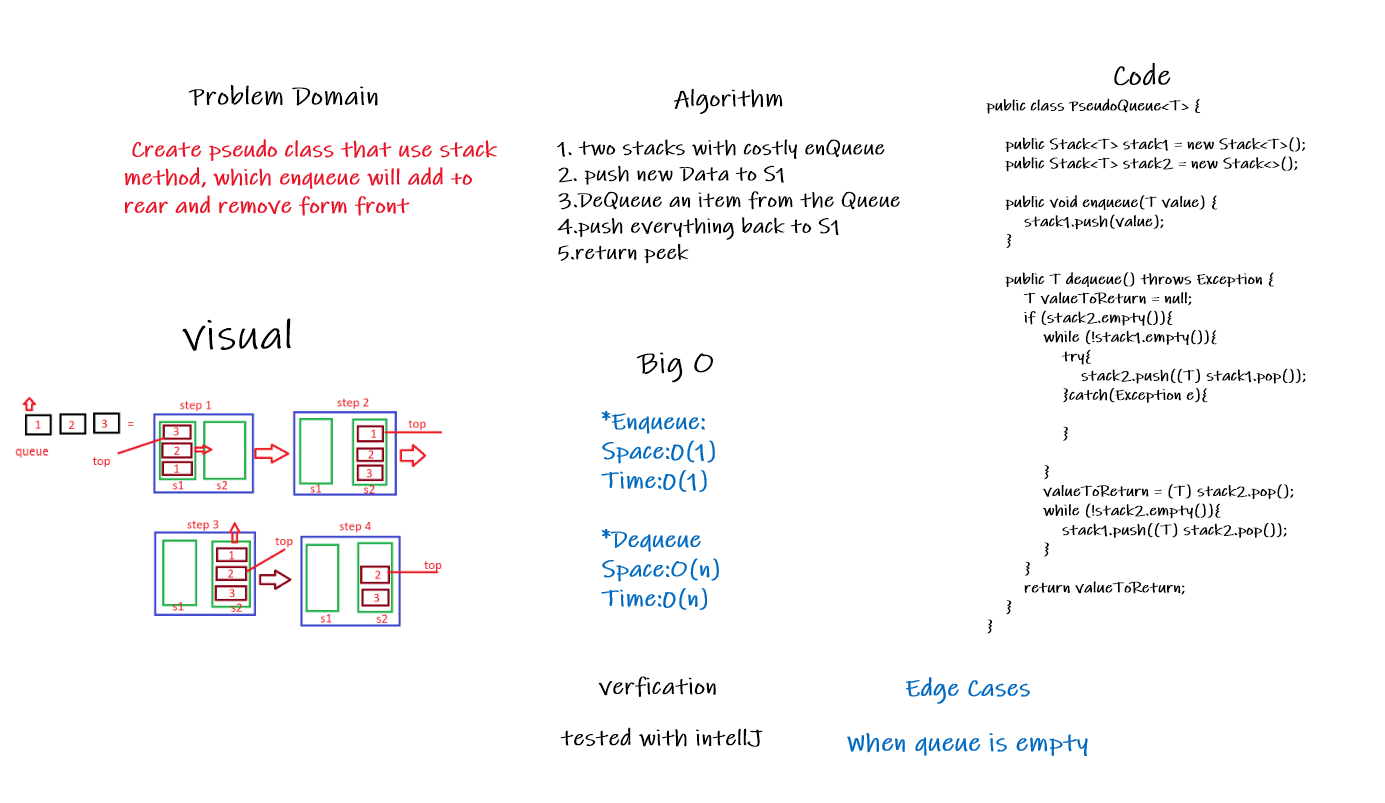 Problem Domain
Create pseudo class that use stack
method, which enqueue will add to
rear and remove form front
Algorithm
1. two stacks with costly enQueue
2. push new Data to S1
3.DeQueue an item from the Queue
4.push everything back to S1
5.return peek
Code
public class PseudoQueue<T> {
public Stack<T> stack1 = new Stack<T>();
public Stack<T> stack2 = new Stack<>();
public void enqueue(T value) {
stack1.push(value);
}
public T dequeue() throws Exception {
T valueToReturn = null;
if (stack2.empty()){
while (!stack1.empty()){
try{
stack2.push((T) stack1.pop());
}catch(Exception e){
}
}
valueToReturn = (T) stack2.pop();
while (!stack2.empty()){
stack1.push((T) stack2.pop());
}
}
return valueToReturn;
}
}
visual
1 2 3 =
queue
step 1
3
2
1
top
s1 s2
step 2
1
2
3
top
s1 s2
step 3
1
2
3
top
s1 s2
step 4
2
3
top
s1 s2
Big O
*Enqueue:
Space:O(1)
Time:O(1)
*Dequeue
Space:O(n)
Time:O(n)
verfication
tested with intellJ
Edge Cases
When queue is empty